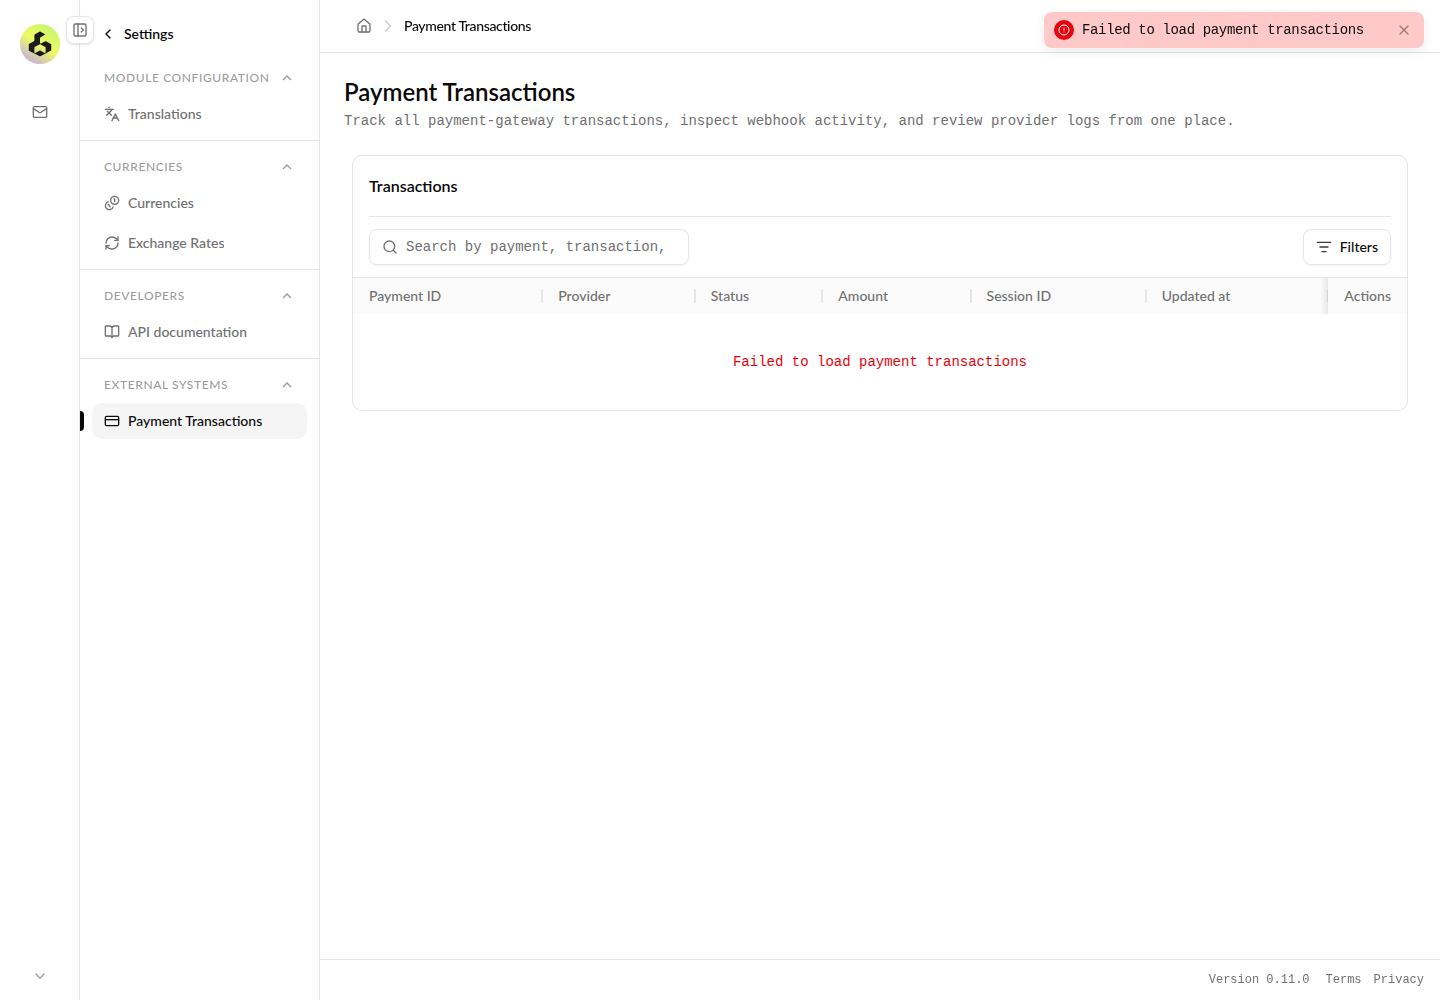 Settings
MODULE CONFIGURATION
Translations
CURRENCIES
Currencies
Exchange Rates
DEVELOPERS
API documentation
EXTERNAL SYSTEMS
Payment Transactions
Payment Transactions
Failed to load payment transactions
Payment Transactions
Track all payment-gateway transactions, inspect webhook activity, and review provider logs from one place.
Transactions
Search by payment, transaction,
Filters
Payment ID Provider Status Amount Session ID Updated at Actions
Failed to load payment transactions
Version 0.11.0 Terms Privacy